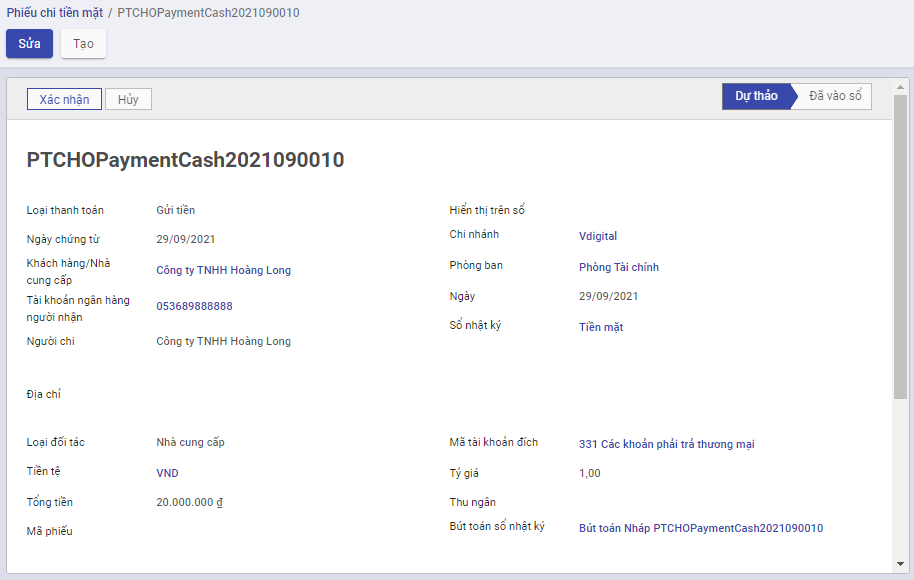 Phiếu chi tiền mặt / PTCHOPaymentCash2021090010
Sửa Tạo
Xác nhận Hủy Dự thảo Đã vào sổ
PTCHOPaymentCash2021090010
Loại thanh toán Gửi tiền Hiển thị trên sổ
Ngày chứng từ 29/09/2021 Chi nhánh Vdigital
Khách hàng/Nhà
cung cấp Công ty TNHH Hoàng Long Phòng ban Phòng Tài chính
Tài khoản ngân hàng
người nhận 053689888888 Ngày 29/09/2021
Người chi Công ty TNHH Hoàng Long Sổ nhật ký Tiền mặt
Địa chỉ
Loại đối tác Nhà cung cấp Mã tài khoản đích 331 Các khoản phải trả thương mại
Tiền tệ VND Tỷ giá 1,00
Tổng tiền 20.000.000 ₫ Thu ngân
Mã phiếu Bút toán sổ nhật ký Bút toán Nháp PTCHOPaymentCash2021090010